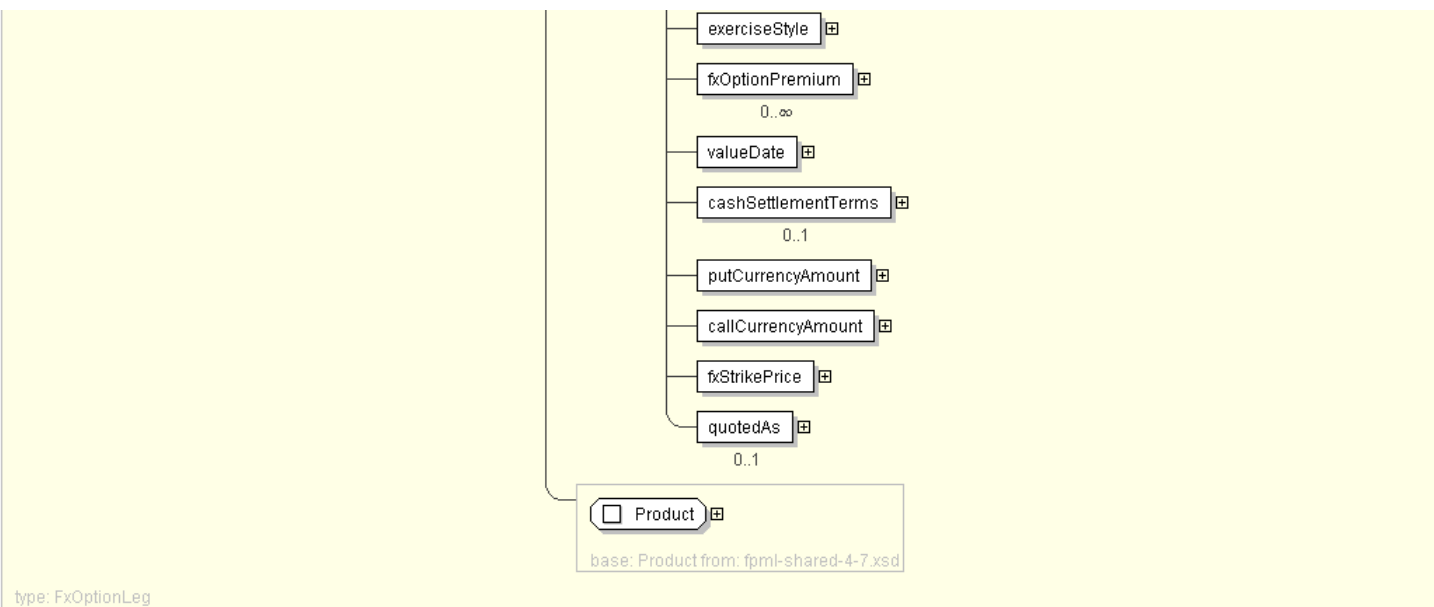 exerciseStyle
fxOptionPremium
0..∞
valueDate
cashSettlementTerms
0..1
putCurrencyAmount
callCurrencyAmount
fxStrikePrice
quotedAs
0..1
Product
base: Product from: fpml-shared-4-7.xsd
type: FxOptionLeg